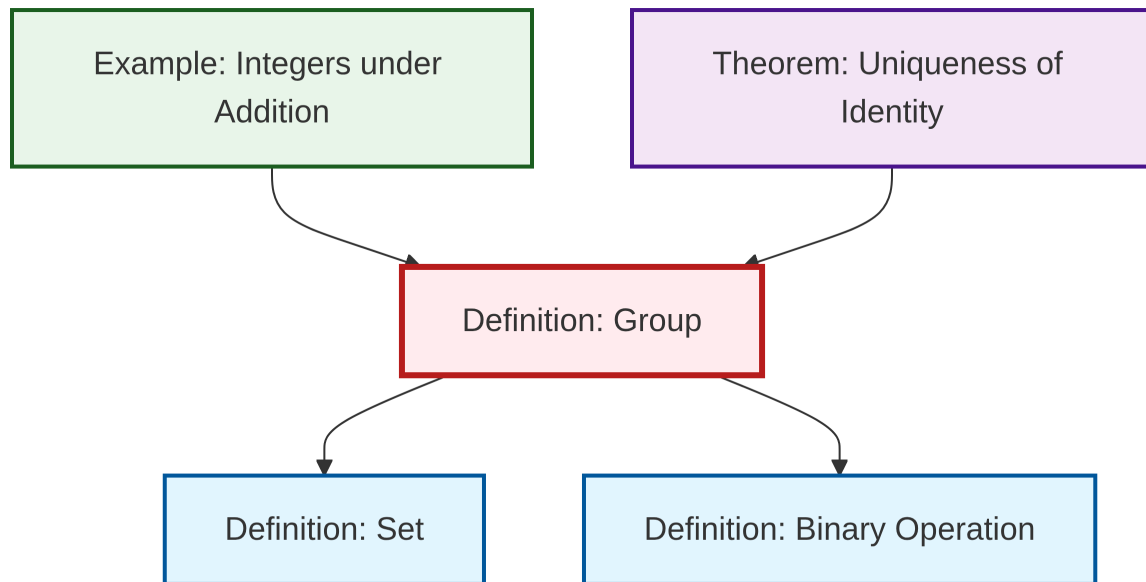 Example: Integers under
Addition
Theorem: Uniqueness of
Identity
Definition: Group
Definition: Set
Definition: Binary Operation